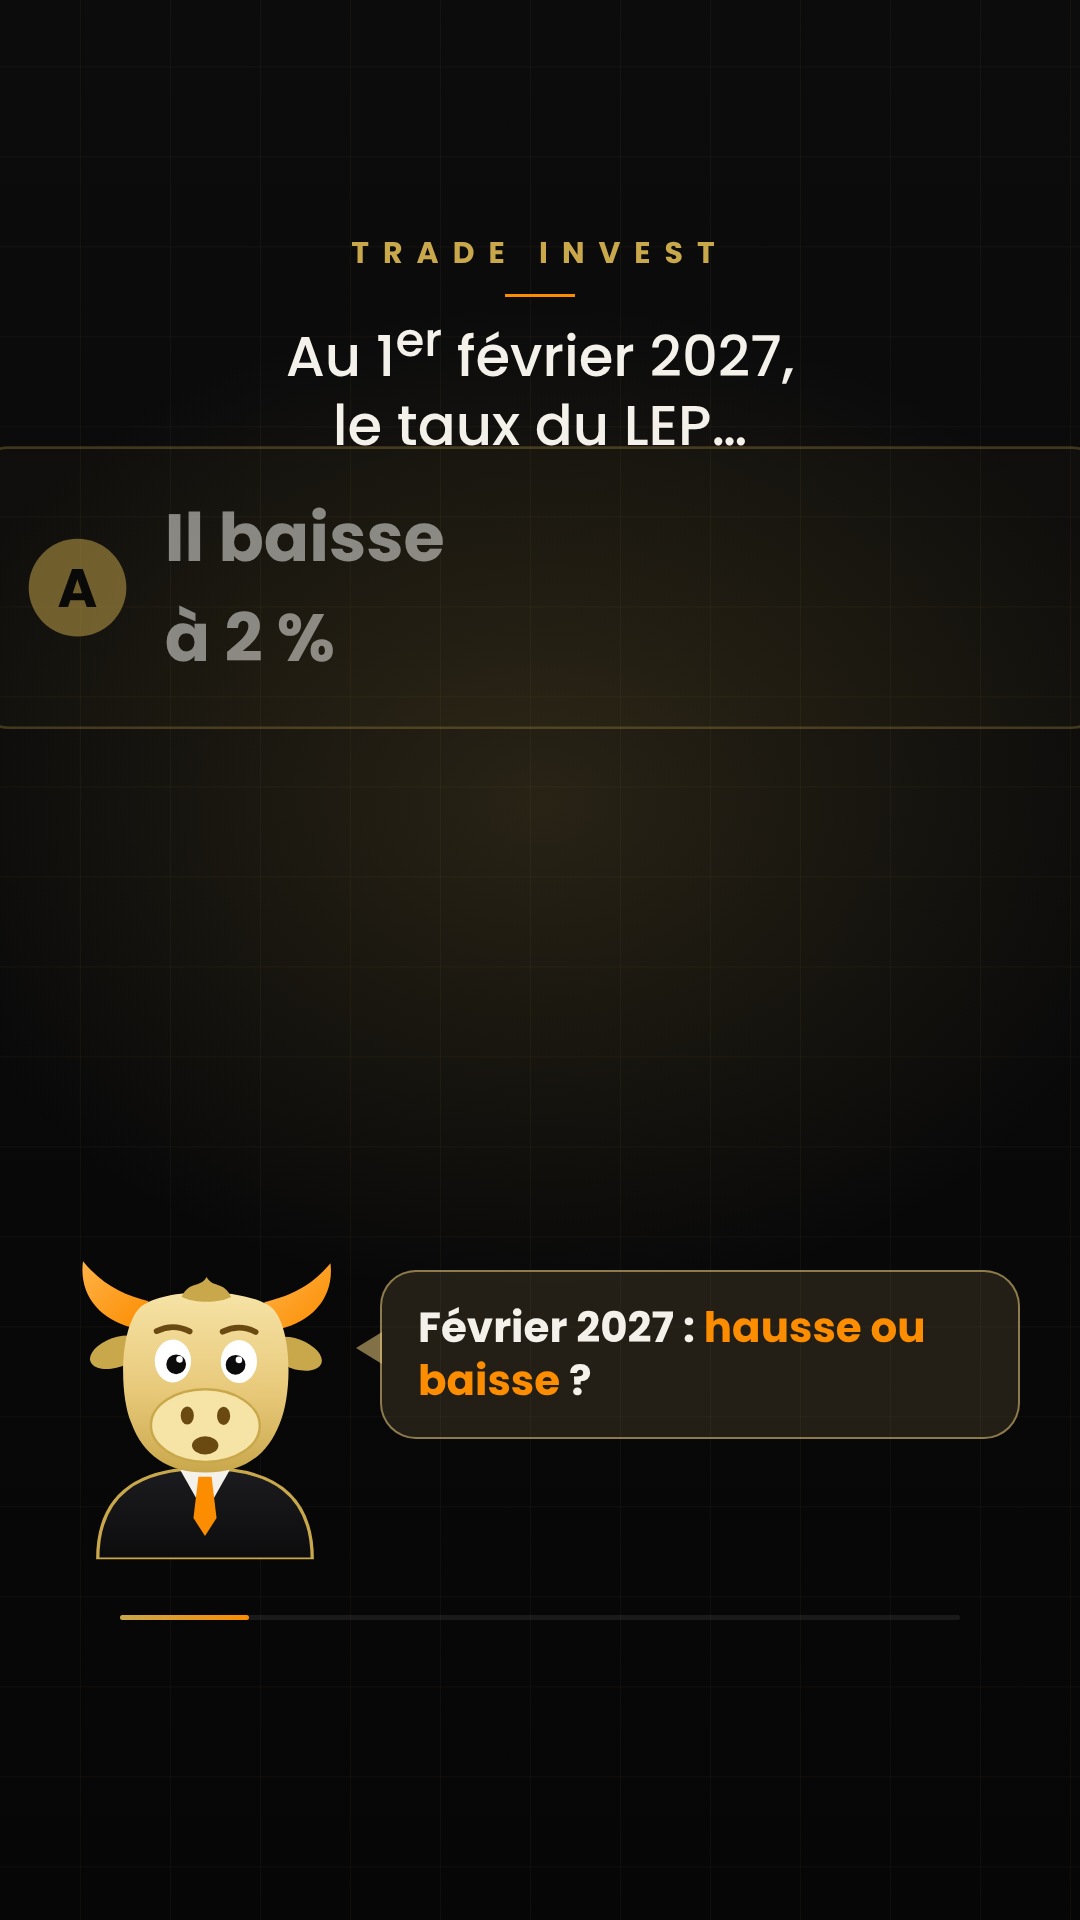 TRADE INVEST
Au 1er février 2027,
le taux du LEP...
A
Il baisse
à 2 %
Février 2027 : hausse ou
baisse ?